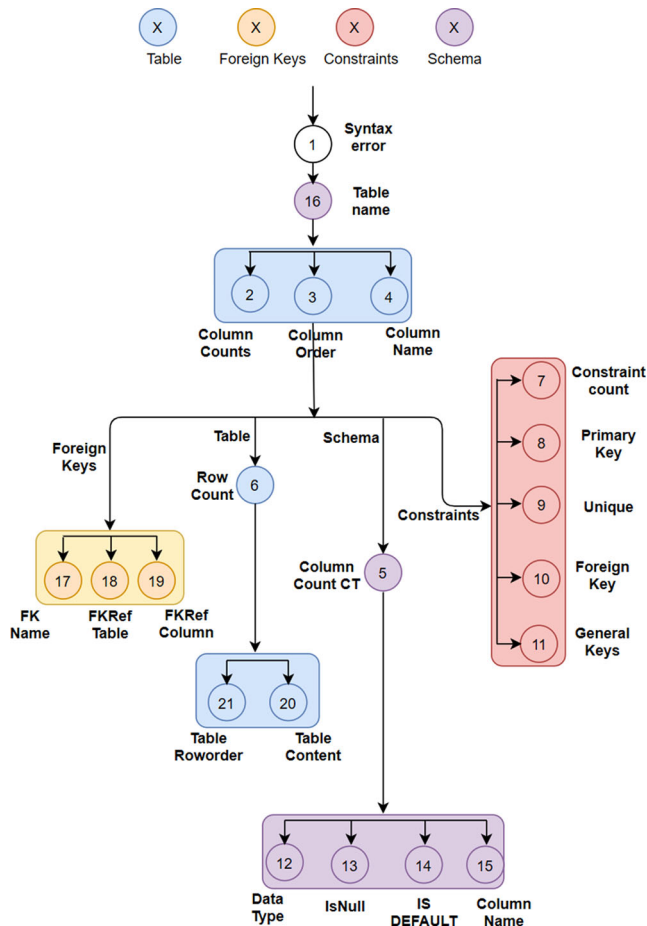 X X X X
Table Foreign Keys Constraints Schema
Syntax
error
1
16
Table
name
2 3 4
Column
Counts
Column
Order
Column
Name
7
Constraint
count
8
Primary
Key
9
Unique
10
Foreign
Key
11
General
Keys
Foreign
Keys
Table
Schema
Constraints
Row
Count
6
Column
Count CT
5
17 18 19
FK
Name
FKRef
Table
FKRef
Column
21 20
Table
Roworder
Table
Content
12 13 14 15
Data
Type
IsNull
IS
DEFAULT
Column
Name